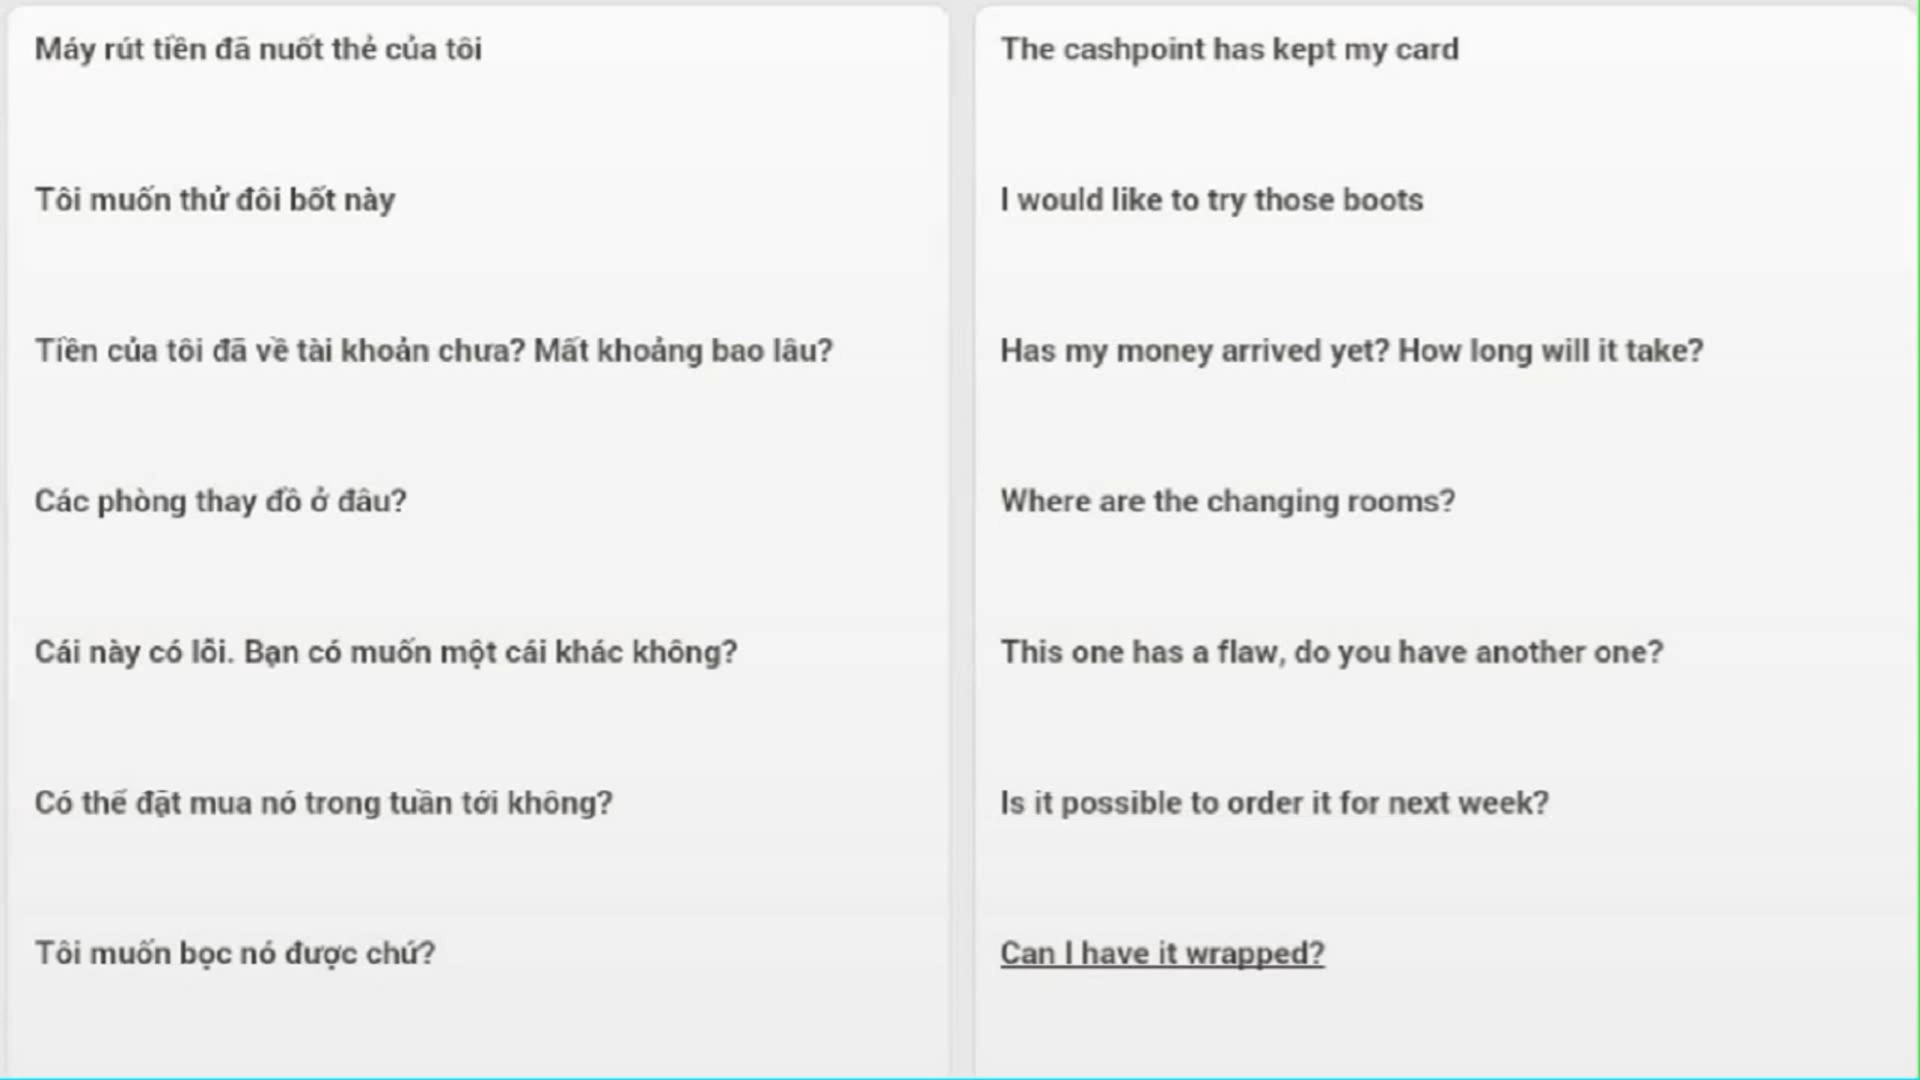 Máy rút tiền đã nuốt thẻ của tôi
The cashpoint has kept my card
Tôi muốn thử đôi bốt này
I would like to try those boots
Tiền của tôi đã về tài khoản chưa? Mất khoảng bao lâu?
Has my money arrived yet? How long will it take?
Các phòng thay đồ ở đâu?
Where are the changing rooms?
Cái này có lỗi. Bạn có muốn một cái khác không?
This one has a flaw, do you have another one?
Có thể đặt mua nó trong tuần tới không?
Is it possible to order it for next week?
Tôi muốn bọc nó được chứ?
Can I have it wrapped?